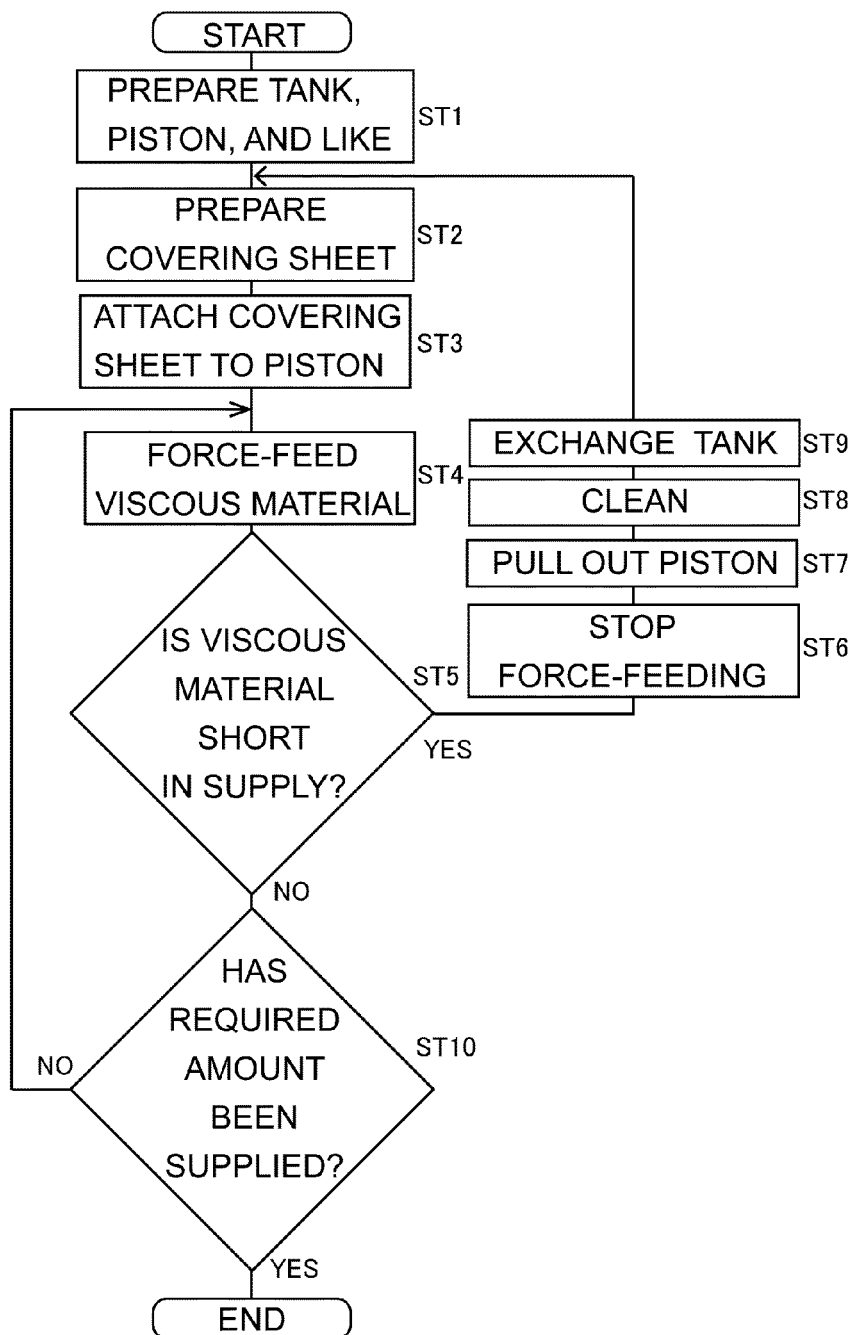 START
PREPARE TANK,
PISTON, AND LIKE
ST1
PREPARE
COVERING SHEET
ST2
ATTACH COVERING
SHEET TO PISTON
ST3
FORCE-FEED
VISCOUS MATERIAL
ST4
IS VISCOUS
MATERIAL
SHORT
IN SUPPLY?
ST5
YES
NO
STOP
FORCE-FEEDING
ST6
PULL OUT PISTON
ST7
CLEAN
ST8
EXCHANGE TANK
ST9
HAS
REQUIRED
AMOUNT
BEEN
SUPPLIED?
ST10
NO
YES
END